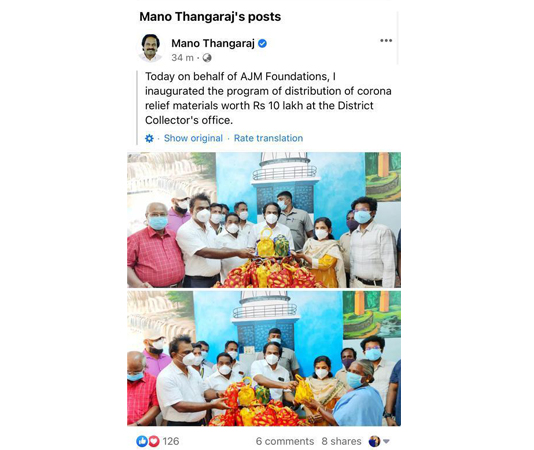 Mano Thangaraj's posts
Mano Thangaraj
34 m ·
Today on behalf of AJM Foundations, I
inaugurated the program of distribution of corona
relief materials worth Rs 10 lakh at the District
Collector's office.
· Show original · Rate translation
126
6 comments 8 shares